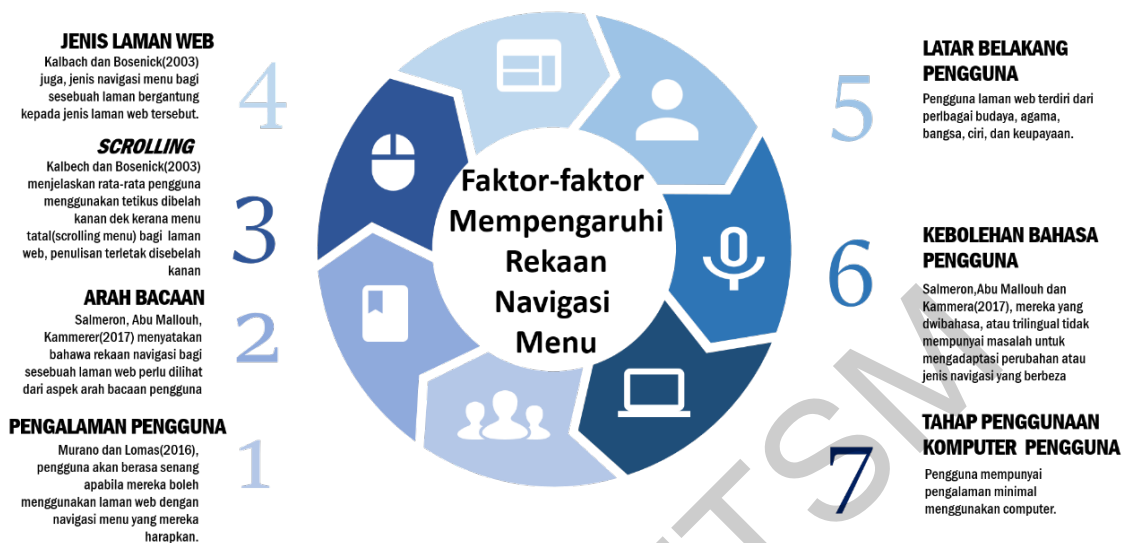 JENIS LAMAN WEB
Kalbach dan Bosenick(2003)
juga, jenis navigasi menu bagi
sesebuah laman bergantung
kepada jenis laman web tersebut.
4
SCROLLING
Kalbech dan Bosenick(2003)
menjelaskan rata-rata pengguna
menggunakan tetikus dibelah
kanan dek kerana menu
tatal(scrolling menu) bagi laman
web, penulisan terletak disebelah
kanan
3
ARAH BACAAN
Salmeron, Abu Mallouh,
Kammerer(2017) menyatakan
bahawa rekaan navigasi bagi
sesebuah laman web perlu dilihat
dari aspek arah bacaan pengguna
2
PENGALAMAN PENGGUNA
Murano dan Lomas(2016),
pengguna akan berasa senang
apabila mereka boleh
menggunakan laman web dengan
navigasi menu yang mereka
harapkan.
1
Faktor-faktor
Mempengaruhi
Rekaan
Navigasi
Menu
5
LATAR BELAKANG
PENGGUNA
Pengguna laman web terdiri dari
perlbagai budaya, agama,
bangsa, ciri, dan keupayaan.
6
KEBOLEHAN BAHASA
PENGGUNA
Salmeron,Abu Mallouh dan
Kammera(2017), mereka yang
dwibahasa, atau trilingual tidak
mempunyai masalah untuk
mengadaptasi perubahan atau
jenis navigasi yang berbeza
7
TAHAP PENGGUNAAN
KOMPUTER PENGGUNA
Pengguna mempunyai
pengalaman minimal
menggunakan computer.
TSM